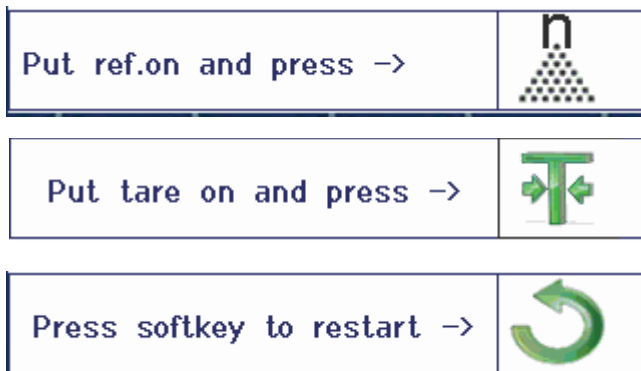 Put ref.on and press –>
n
Put tare on and press –>
T
Press softkey to restart –>